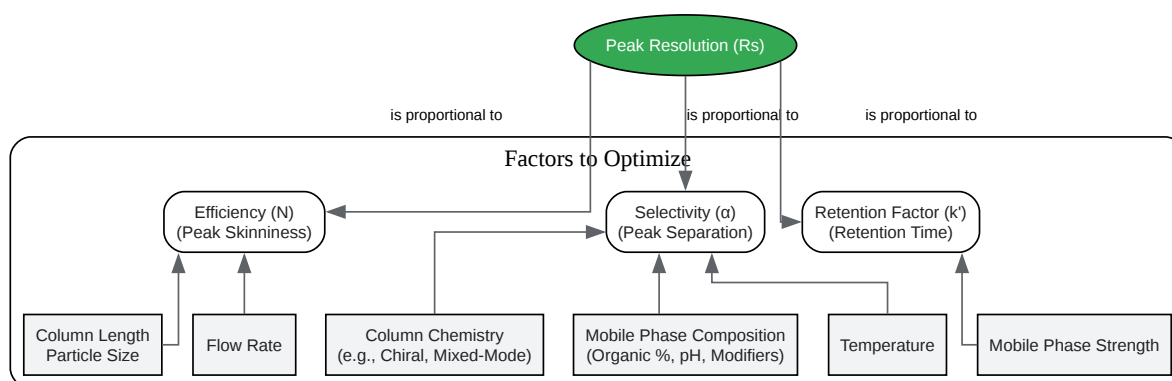 Peak Resolution (Rs)
is proportional to
is proportional to
is proportional to
Factors to Optimize
Efficiency (N)
(Peak Skinniness)
Selectivity (α)
(Peak Separation)
Retention Factor (k')
(Retention Time)
Column Length
Particle Size
Flow Rate
Column Chemistry
(e.g., Chiral, Mixed-Mode)
Mobile Phase Composition
(Organic %, pH, Modifiers)
Temperature
Mobile Phase Strength